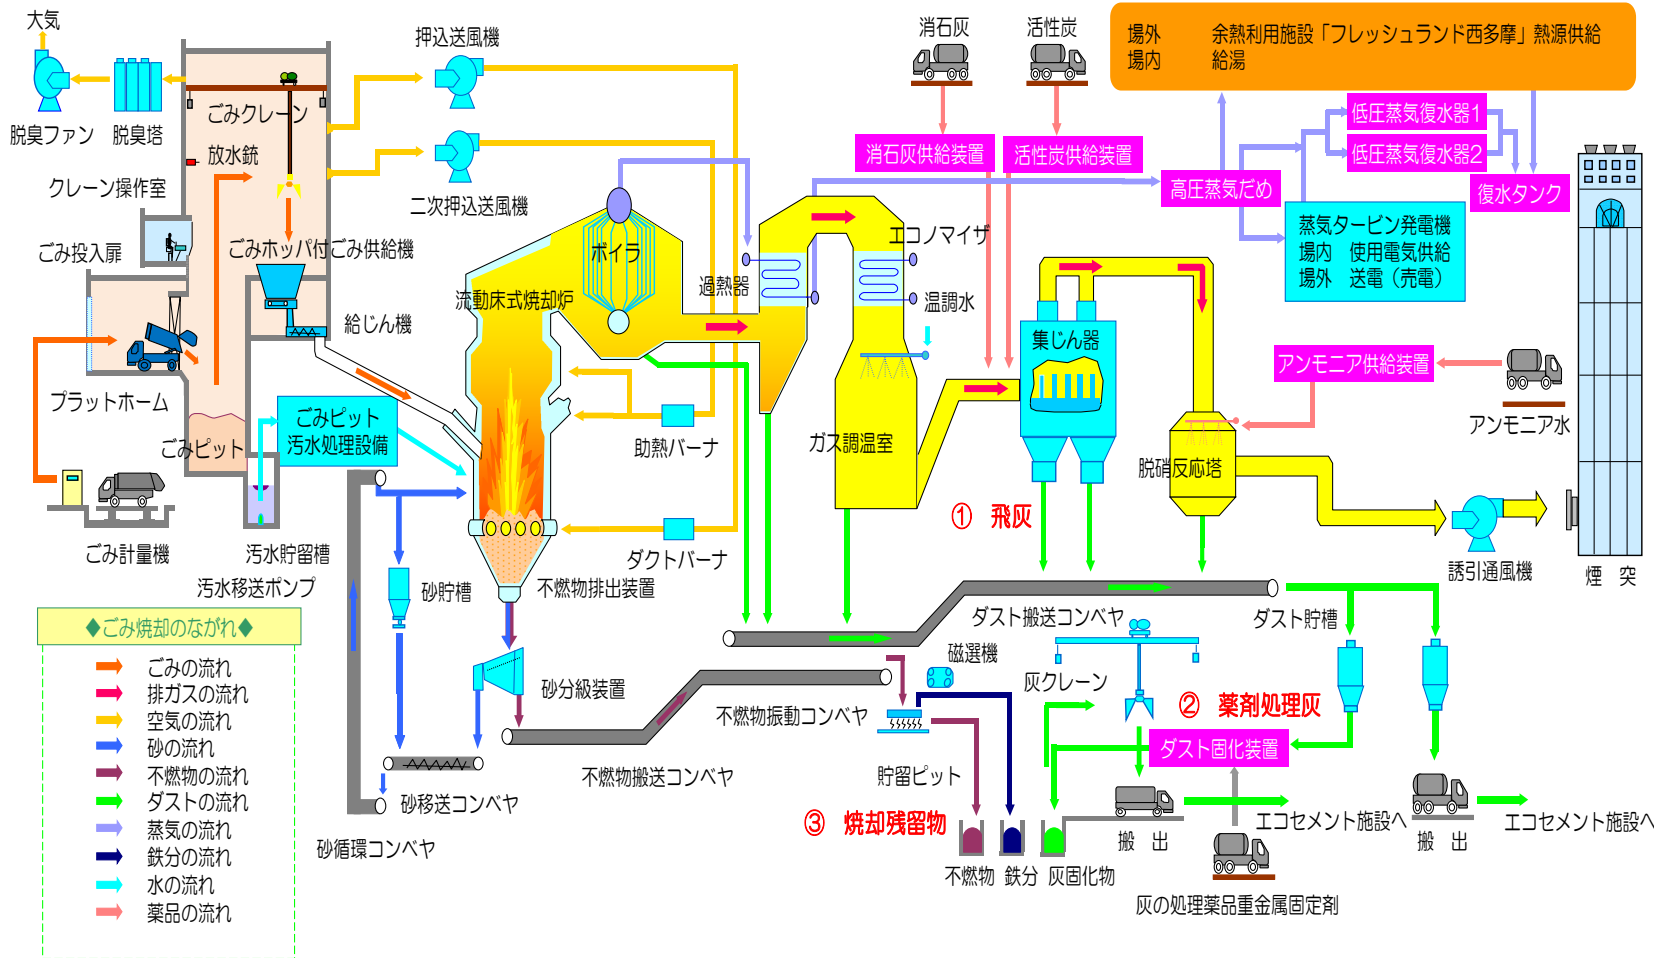 大気
脱臭ファン
脱臭塔
ごみクレーン
放水銃
クレーン操作室
ごみ投入扉
ごみホッパ付ごみ供給機
給じん機
プラットホーム
ごみピット
ごみピット
汚水処理設備
ごみ計量機
汚水貯留槽
汚水移送ポンプ
押込送風機
二次押込送風機
ボイラ
流動床式焼却炉
助熱バーナ
ダクトバーナ
不燃物排出装置
砂貯槽
砂分級装置
砂移送コンベヤ
砂循環コンベヤ
不燃物搬送コンベヤ
不燃物振動コンベヤ
磁選機
貯留ピット
過熱器
エコノマイザ
温調水
ガス調温室
消石灰
活性炭
消石灰供給装置
活性炭供給装置
場外 余熱利用施設「フレッシュランド西多摩」熱源供給
場内 給湯
低圧蒸気復水器1
低圧蒸気復水器2
高圧蒸気だめ
復水タンク
蒸気タービン発電機
場内 使用電気供給
場外 送電(売電)
集じん器
アンモニア供給装置
アンモニア水
脱硝反応塔
誘引通風機
煙 突
① 飛灰
ダスト搬送コンベヤ
ダスト貯槽
灰クレーン
② 薬剤処理灰
ダスト固化装置
③ 焼却残留物
不燃物
鉄分
灰固化物
搬 出
エコセメント施設へ
搬 出
エコセメント施設へ
灰の処理薬品重金属固定剤
◆ごみ焼却のながれ◆
ごみの流れ
排ガスの流れ
空気の流れ
砂の流れ
不燃物の流れ
ダストの流れ
蒸気の流れ
鉄分の流れ
水の流れ
薬品の流れ